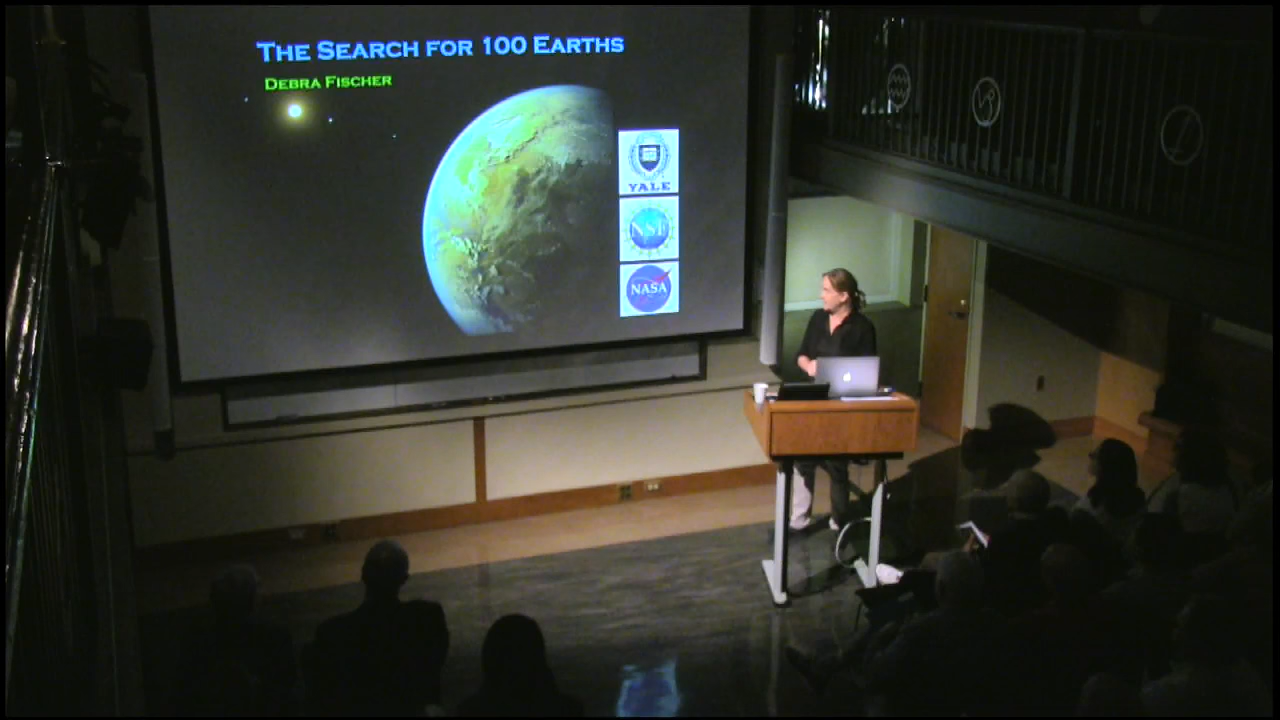 THE SEARCH FOR 100 EARTHS
DEBRA FISCHER
YALE
NSF
NASA